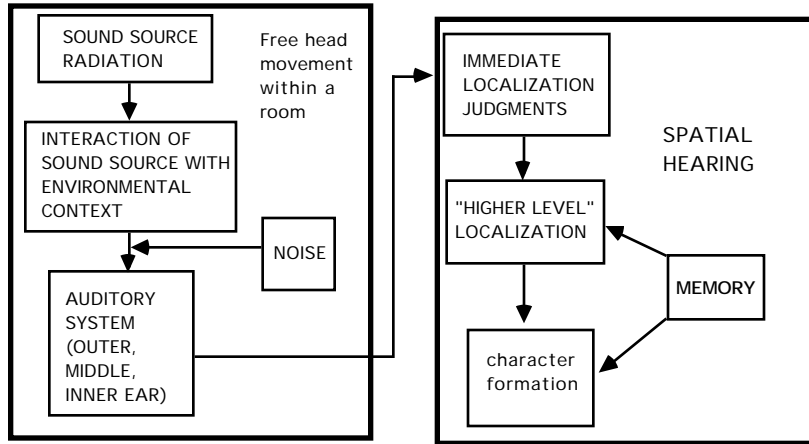 SOUND SOURCE
RADIATION
Free head
movement
within a
room
INTERACTION OF
SOUND SOURCE WITH
ENVIRONMENTAL
CONTEXT
NOISE
AUDITORY
SYSTEM
(OUTER,
MIDDLE,
INNER EAR)
IMMEDIATE
LOCALIZATION
JUDGMENTS
SPATIAL
HEARING
"HIGHER LEVEL"
LOCALIZATION
MEMORY
character
formation